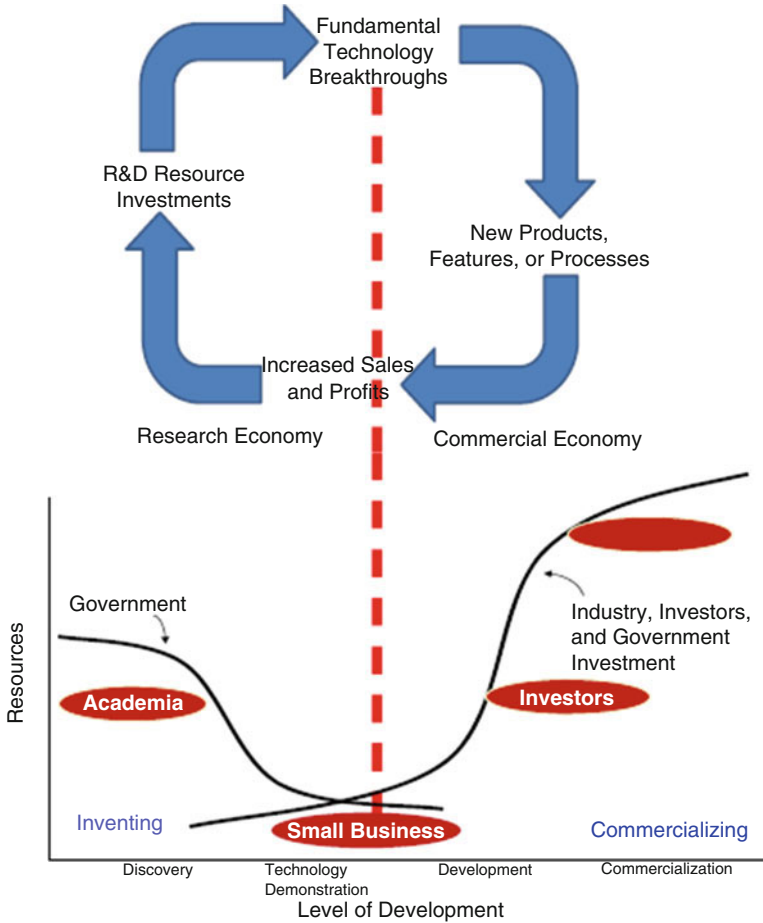 Fundamental
Technology
Breakthroughs
R&D Resource
Investments
New Products,
Features, or Processes
Increased Sales
and Profits
Research Economy
Commercial Economy
Government
Industry, Investors,
and Government
Investment
Resources
Academia
Investors
Inventing
Small Business
Commercializing
Discovery
Technology
Demonstration
Development
Commercialization
Level of Development